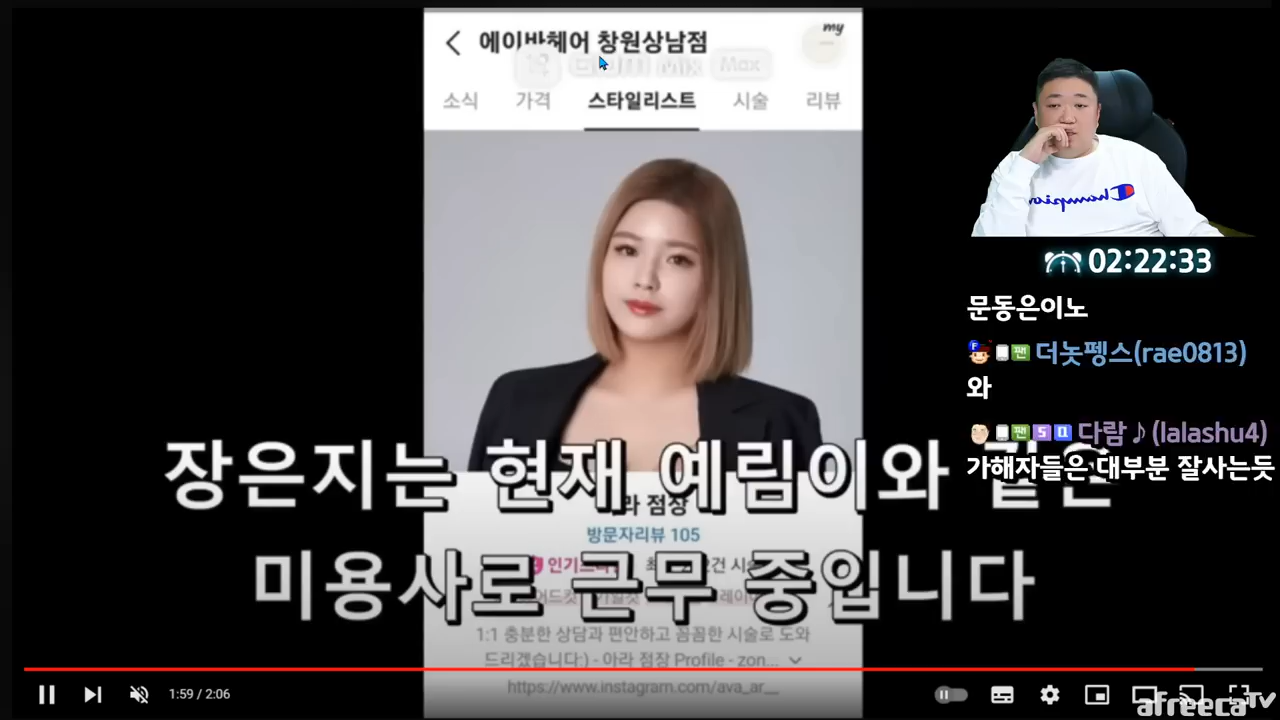 에이바헤어 창원상남점
my
소식 가격 스타일리스트 시술 리뷰
Champion
02:22:33
문동은이노
더놋펭스(rae0813)
와
다람♪(lalashu4)
가해자들은 대부분 잘사는듯
장은지는 현재 예림이와 같은
미용사로 근무 중입니다
점장
방문자리뷰 105
1:1 충분한 상담과 편안하고 꼼꼼한 시술로 도와
드리겠습니다:) - 아라 점장 Profile - zon...
https://www.instagram.com/ava_ar__
1:59 / 2:06
afreecaTV